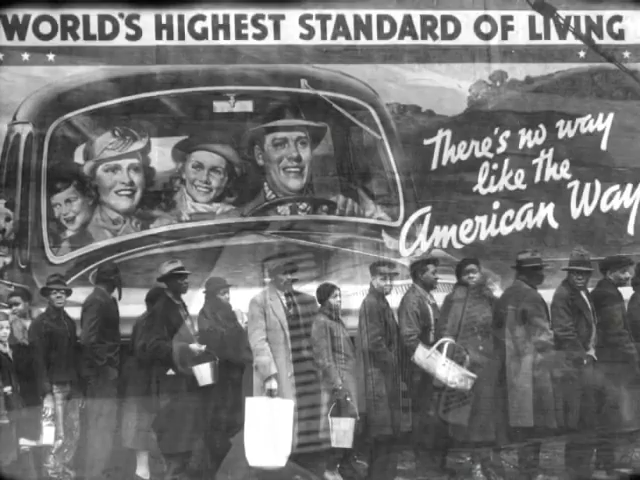 WORLD'S HIGHEST STANDARD OF LIVING
There's no way
like the
American Way